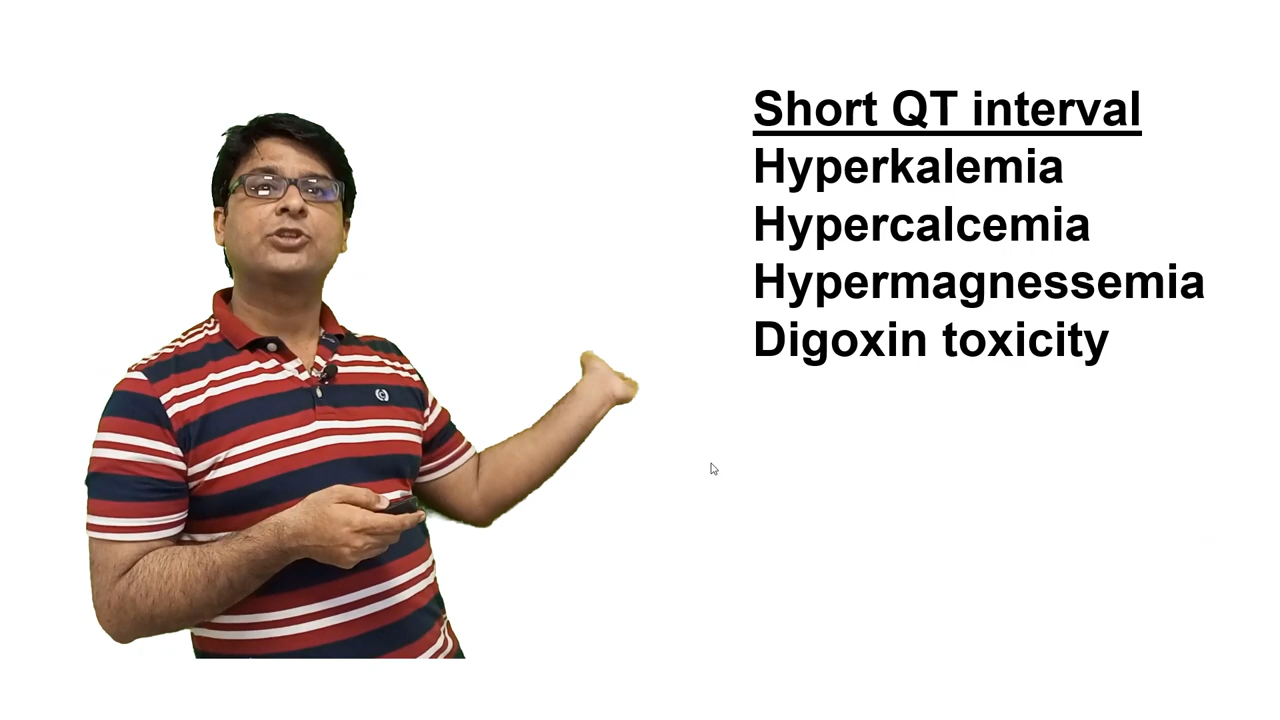 Short QT interval
Hyperkalemia
Hypercalcemia
Hypermagnessemia
Digoxin toxicity